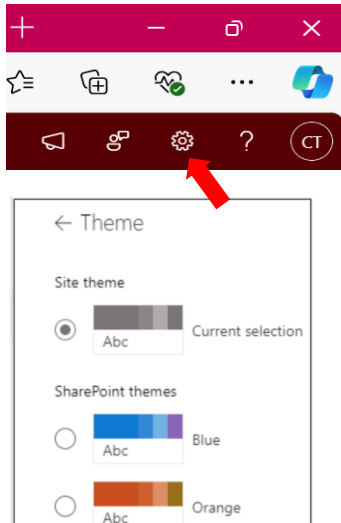 CT
Theme
Site theme
Abc
Current selection
SharePoint themes
Abc
Blue
Abc
Orange